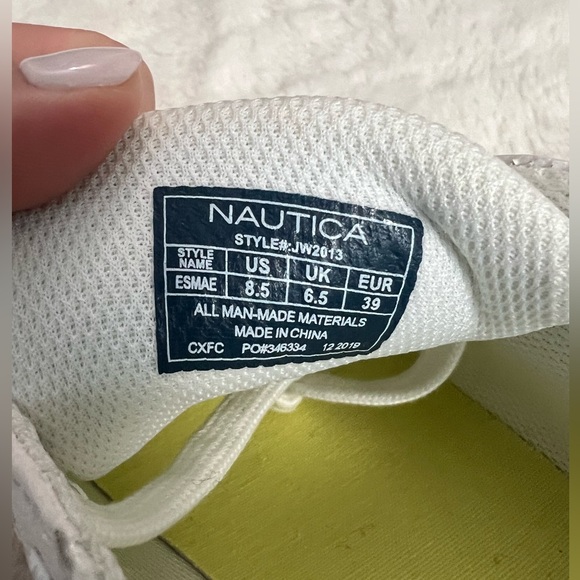 NAUTICA
STYLE#:JW2013
STYLE NAME US UK EUR
ESMAE 8.5 6.5 39
ALL MAN-MADE MATERIALS
MADE IN CHINA
CXFC PO#346334 12 2019